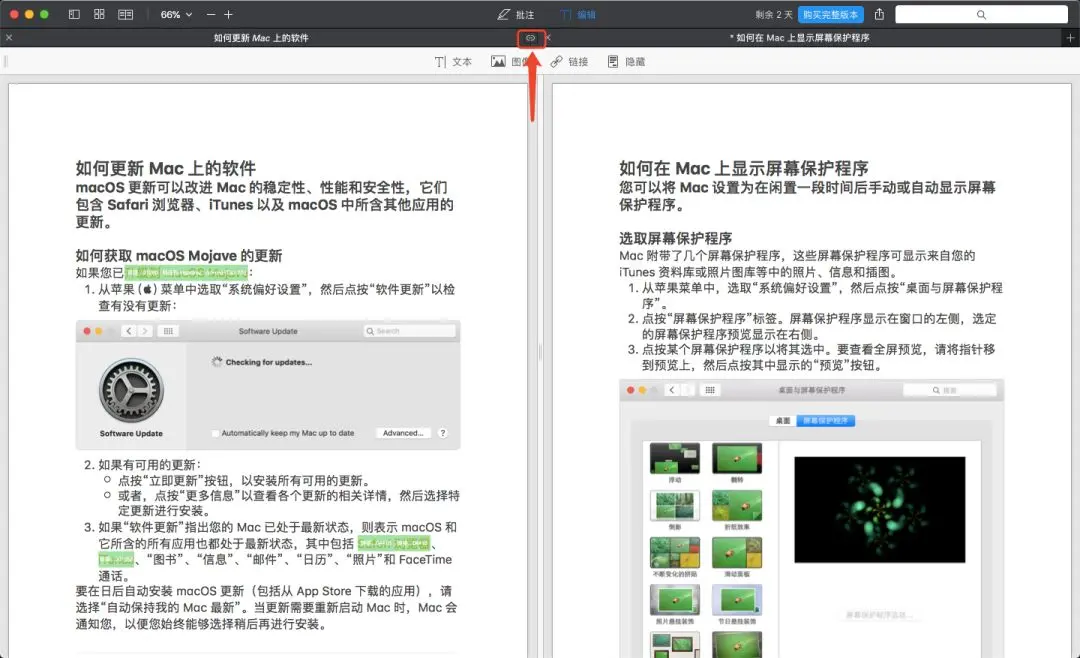 66%
批注
编辑
剩余 2 天
购买完整版本
如何更新 Mac 上的软件
* 如何在 Mac 上显示屏幕保护程序
文本
图
链接
隐藏
如何更新 Mac 上的软件
macOS 更新可以改进 Mac 的稳定性、性能和安全性，它们
包含 Safari 浏览器、iTunes 以及 macOS 中所含其他应用的
更新。
如何获取 macOS Mojave 的更新
如果您已
：
1. 从苹果 () 菜单中选取“系统偏好设置”，然后点按“软件更新”以检
查有没有更新：
Software Update
Search
Checking for updates...
Software Update
Automatically keep my Mac up to date
Advanced...
?
2. 如果有可用的更新：
点按“立即更新”按钮，以安装所有可用的更新。
或者，点按“更多信息”以查看各个更新的相关详情，然后选择特
定更新进行安装。
3. 如果“软件更新”指出您的 Mac 已处于最新状态，则表示 macOS 和
它所含的所有应用也都处于最新状态，其中包括
、
、“图书”、“信息”、“邮件”、“日历”、“照片”和 FaceTime
通话。
要在日后自动安装 macOS 更新（包括从 App Store 下载的应用），请
选择“自动保持我的 Mac 最新”。当更新需要重新启动 Mac 时，Mac 会
通知您，以便您始终能够选择稍后再进行安装。
如何在 Mac 上显示屏幕保护程序
您可以将 Mac 设置为在闲置一段时间后手动或自动显示屏幕
保护程序。
选取屏幕保护程序
Mac 附带了几个屏幕保护程序，这些屏幕保护程序可显示来自您的
iTunes 资料库或照片图库等中的照片、信息和插图。
1. 从苹果菜单中，选取“系统偏好设置”，然后点按“桌面与屏幕保护程
序”。
2. 点按“屏幕保护程序”标签。屏幕保护程序显示在窗口的左侧，选定
的屏幕保护程序预览显示在右侧。
3. 点按某个屏幕保护程序以将其选中。要查看全屏预览，请将指针移
到预览上，然后点按其中显示的“预览”按钮。
桌面与屏幕保护程序
搜索
桌面
屏幕保护程序
浮动
翻转
倒影
折纸效果
不断变化的拼贴
滑动面板
照片悬挂装饰
节日悬挂装饰